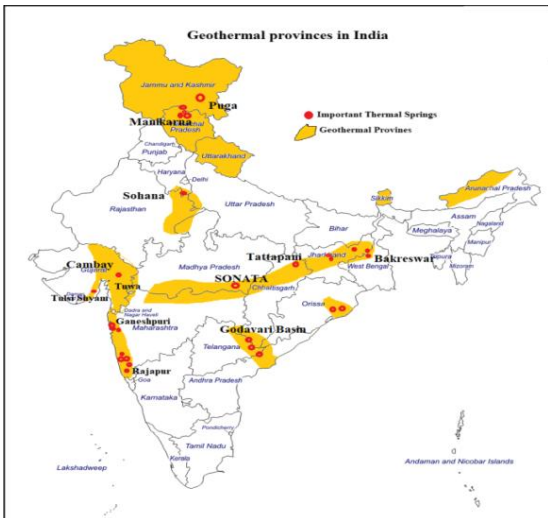 Geothermal provinces in India
Jammu and Kashmir
Puga
Important Thermal Springs
Manikarna
Pradesh
Geothermal Provines
Chandigarh
Punjab
Uttarakhand
Haryana
Delhi
Arunachal Pradesh
Sohana
Rajasthan
Uttar Pradesh
Sikkim
Assam
Nagaland
Bihar
Meghalaya
Manipur
Cambay
Tattapani
Jharkhand
Tripura
Mizoram
Gujarat
Madhya Pradesh
Bakreswar
West Bengal
Tuwa
SONATA
Chhattisgarh
Tulsi Shyam
Daman
Dadra and
Nagar Haveli
Orissa
Ganeshpuri
Maharashtra
Godavari Basin
Telangana
Rajapur
Goa
Andhra Pradesh
Karnataka
Pondicherry
Tamil Nadu
Kerala
Lakshadweep
Andaman and Nicobar Islands